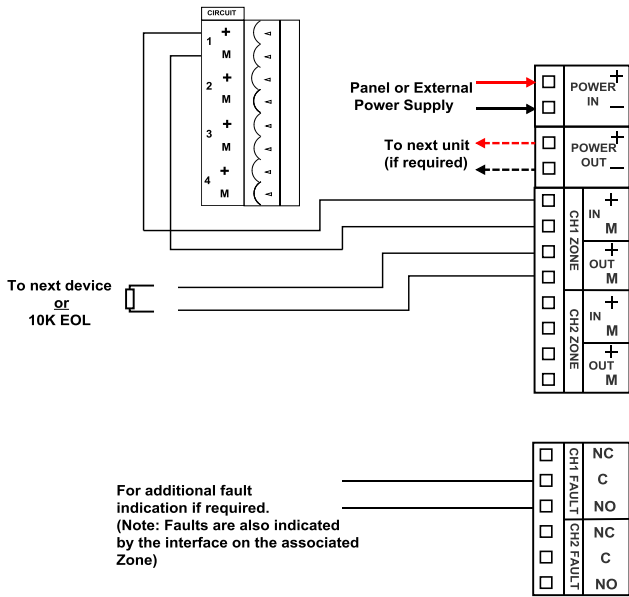 CIRCUIT
1 +
M
2 +
M
3 +
M
4 +
M
Panel or External
Power Supply
POWER +
IN –
To next unit
(if required)
POWER +
OUT –
CH1 ZONE
IN +
M
OUT +
M
CH2 ZONE
IN +
M
OUT +
M
To next device
or
10K EOL
For additional fault
indication if required.
(Note: Faults are also indicated
by the interface on the associated
Zone)
CH1 FAULT
NC
C
NO
CH2 FAULT
NC
C
NO